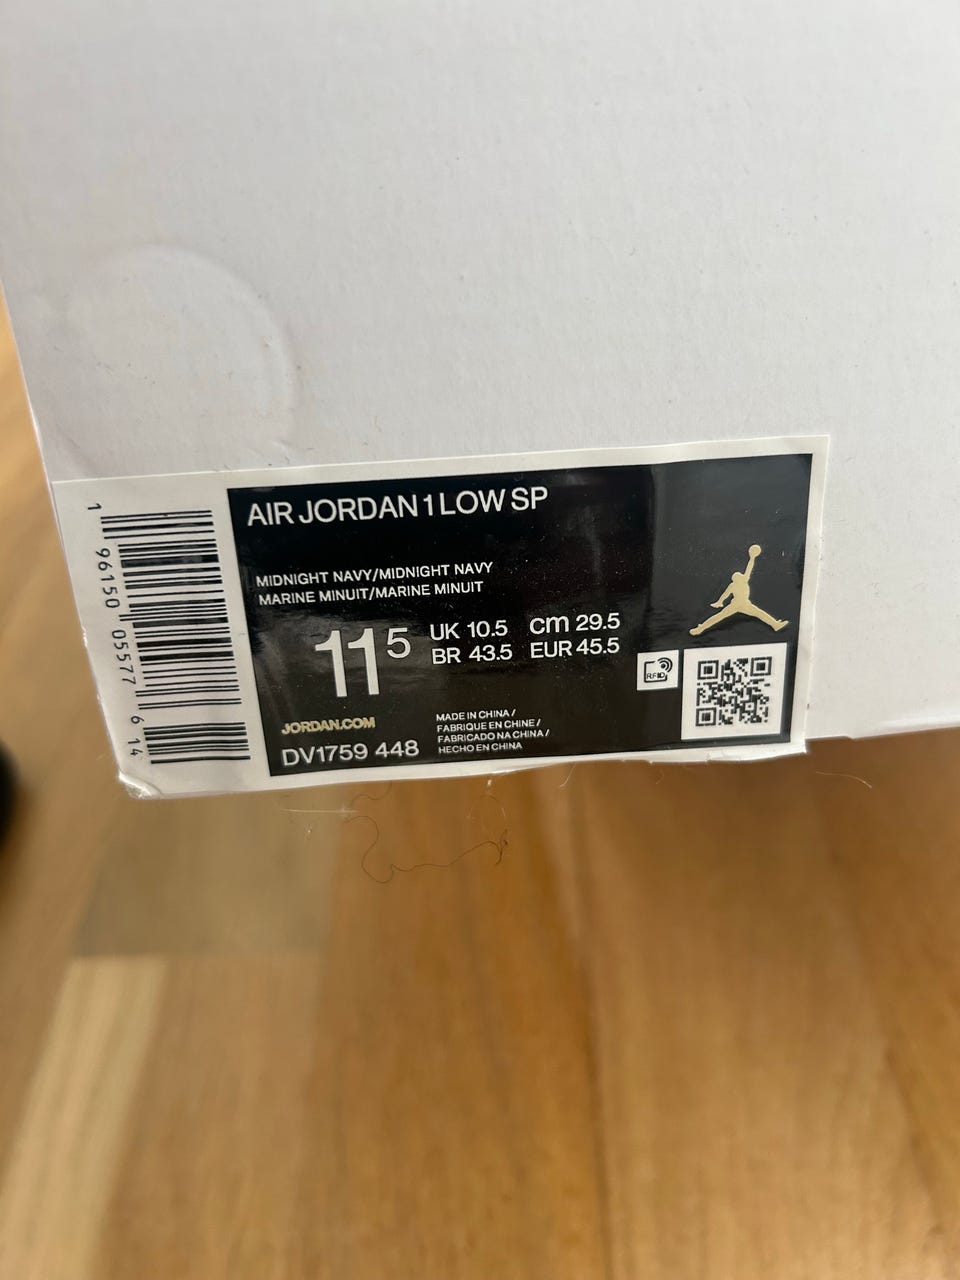 AIR JORDAN 1 LOW SP
MIDNIGHT NAVY/MIDNIGHT NAVY
MARINE MINUIT/MARINE MINUIT
11 5
UK 10.5 cm 29.5
BR 43.5 EUR 45.5
RFID
JORDAN.COM
DV1759 448
MADE IN CHINA /
FABRIQUE EN CHINE /
FABRICADO NA CHINA /
HECHO EN CHINA
1 96150 05577 6 14